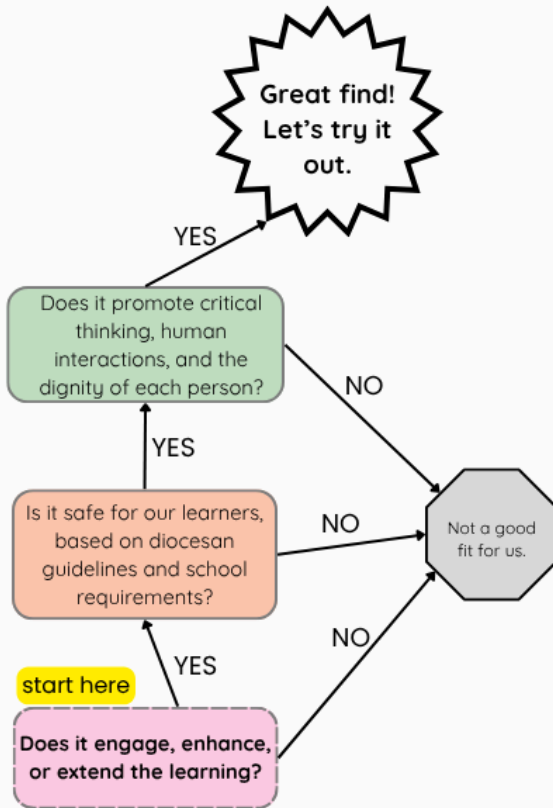 Great find!
Let's try it
out.
YES
Does it promote critical
thinking, human
interactions, and the
dignity of each person?
NO
YES
Is it safe for our learners,
based on diocesan
guidelines and school
requirements?
NO
Not a good
fit for us.
NO
YES
start here
Does it engage, enhance,
or extend the learning?